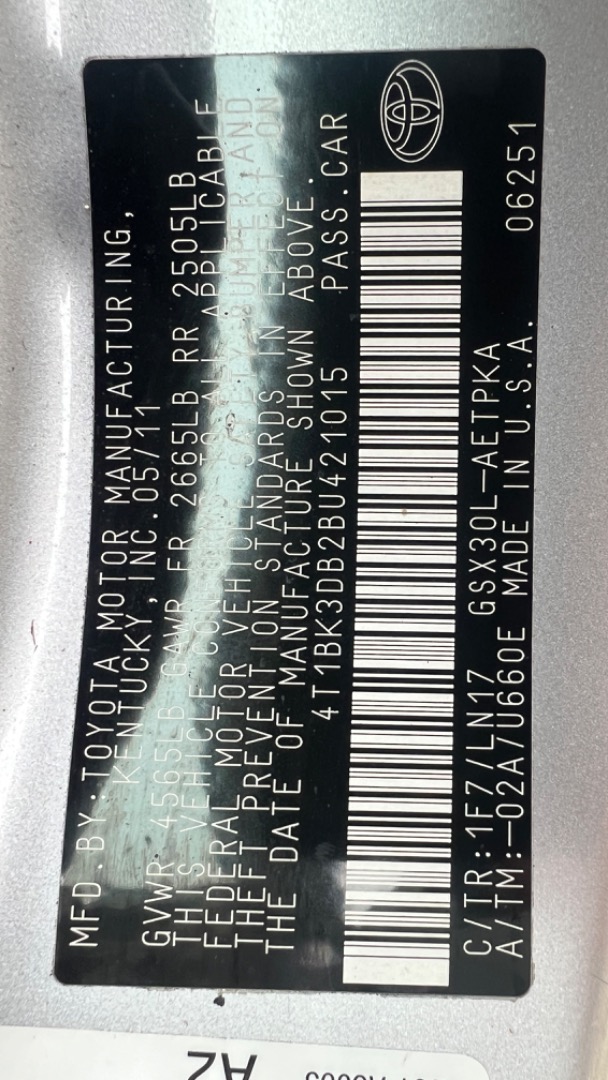 MFD.BY:TOYOTA MOTOR MANUFACTURING,
KENTUCKY,INC.05/11
GVWR 4565LB GAWR FR 2665LB RR 2505LB
THIS VEHICLE CONFORMS TO ALL APPLICABLE
FEDERAL MOTOR VEHICLE SAFETY, BUMPER, AND
THEFT PREVENTION STANDARDS IN EFFECT ON
THE DATE OF MANUFACTURE SHOWN ABOVE.
4T1BK3DB2BU421015 PASS.CAR
C/TR:1F7/LN17 GSX30L-AETPKA
A/TM:-02A/U660E MADE IN U.S.A. 06251
A2